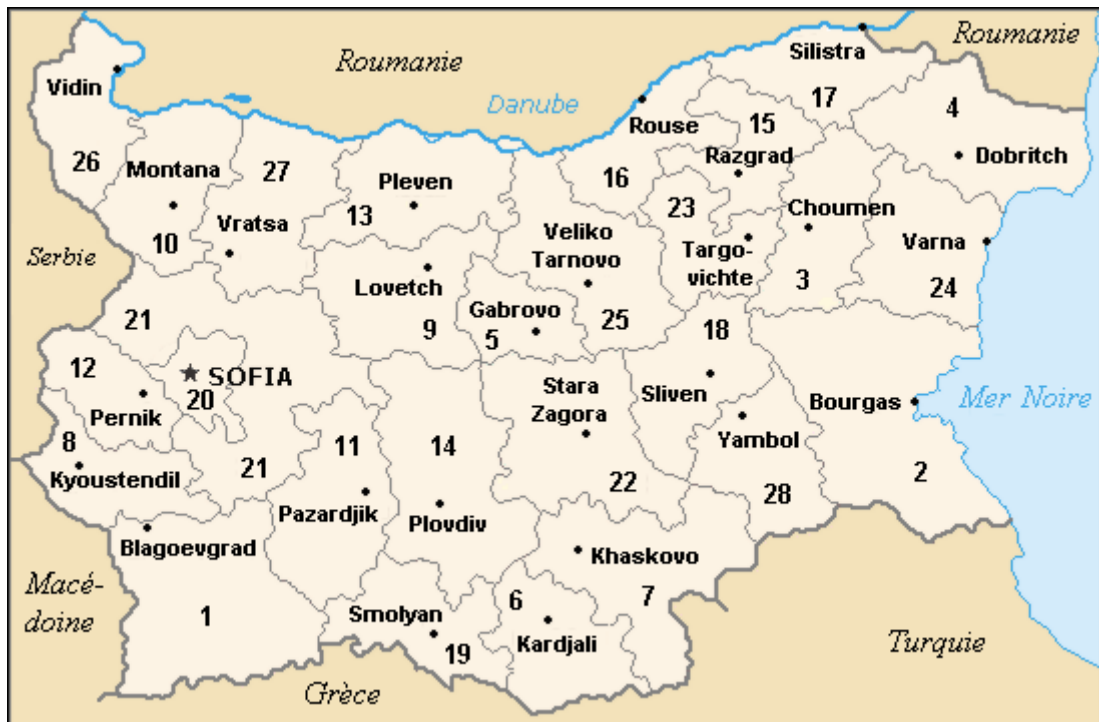 Roumanie
Roumanie
Silistra
17
Vidin
Danube
Rouse
15
4
Razgrad
Dobritch
26
Montana
27
Pleven
16
13
23
Choumen
Vratsa
Veliko
Tarnovo
Targo-
vichte
Varna
10
Serbie
Lovetch
3
24
21
Gabrovo
5
9
25
18
12
SOFIA
20
Pernik
Stara
Zagora
Sliven
Bourgas
Mer Noire
8
Yambol
11
14
Kyoustendil
21
22
28
2
Pazardjik
Plovdiv
Blagoevgrad
Khaskovo
Macé-
doine
1
Smolyan
6
7
19
Kardjali
Turquie
Grèce